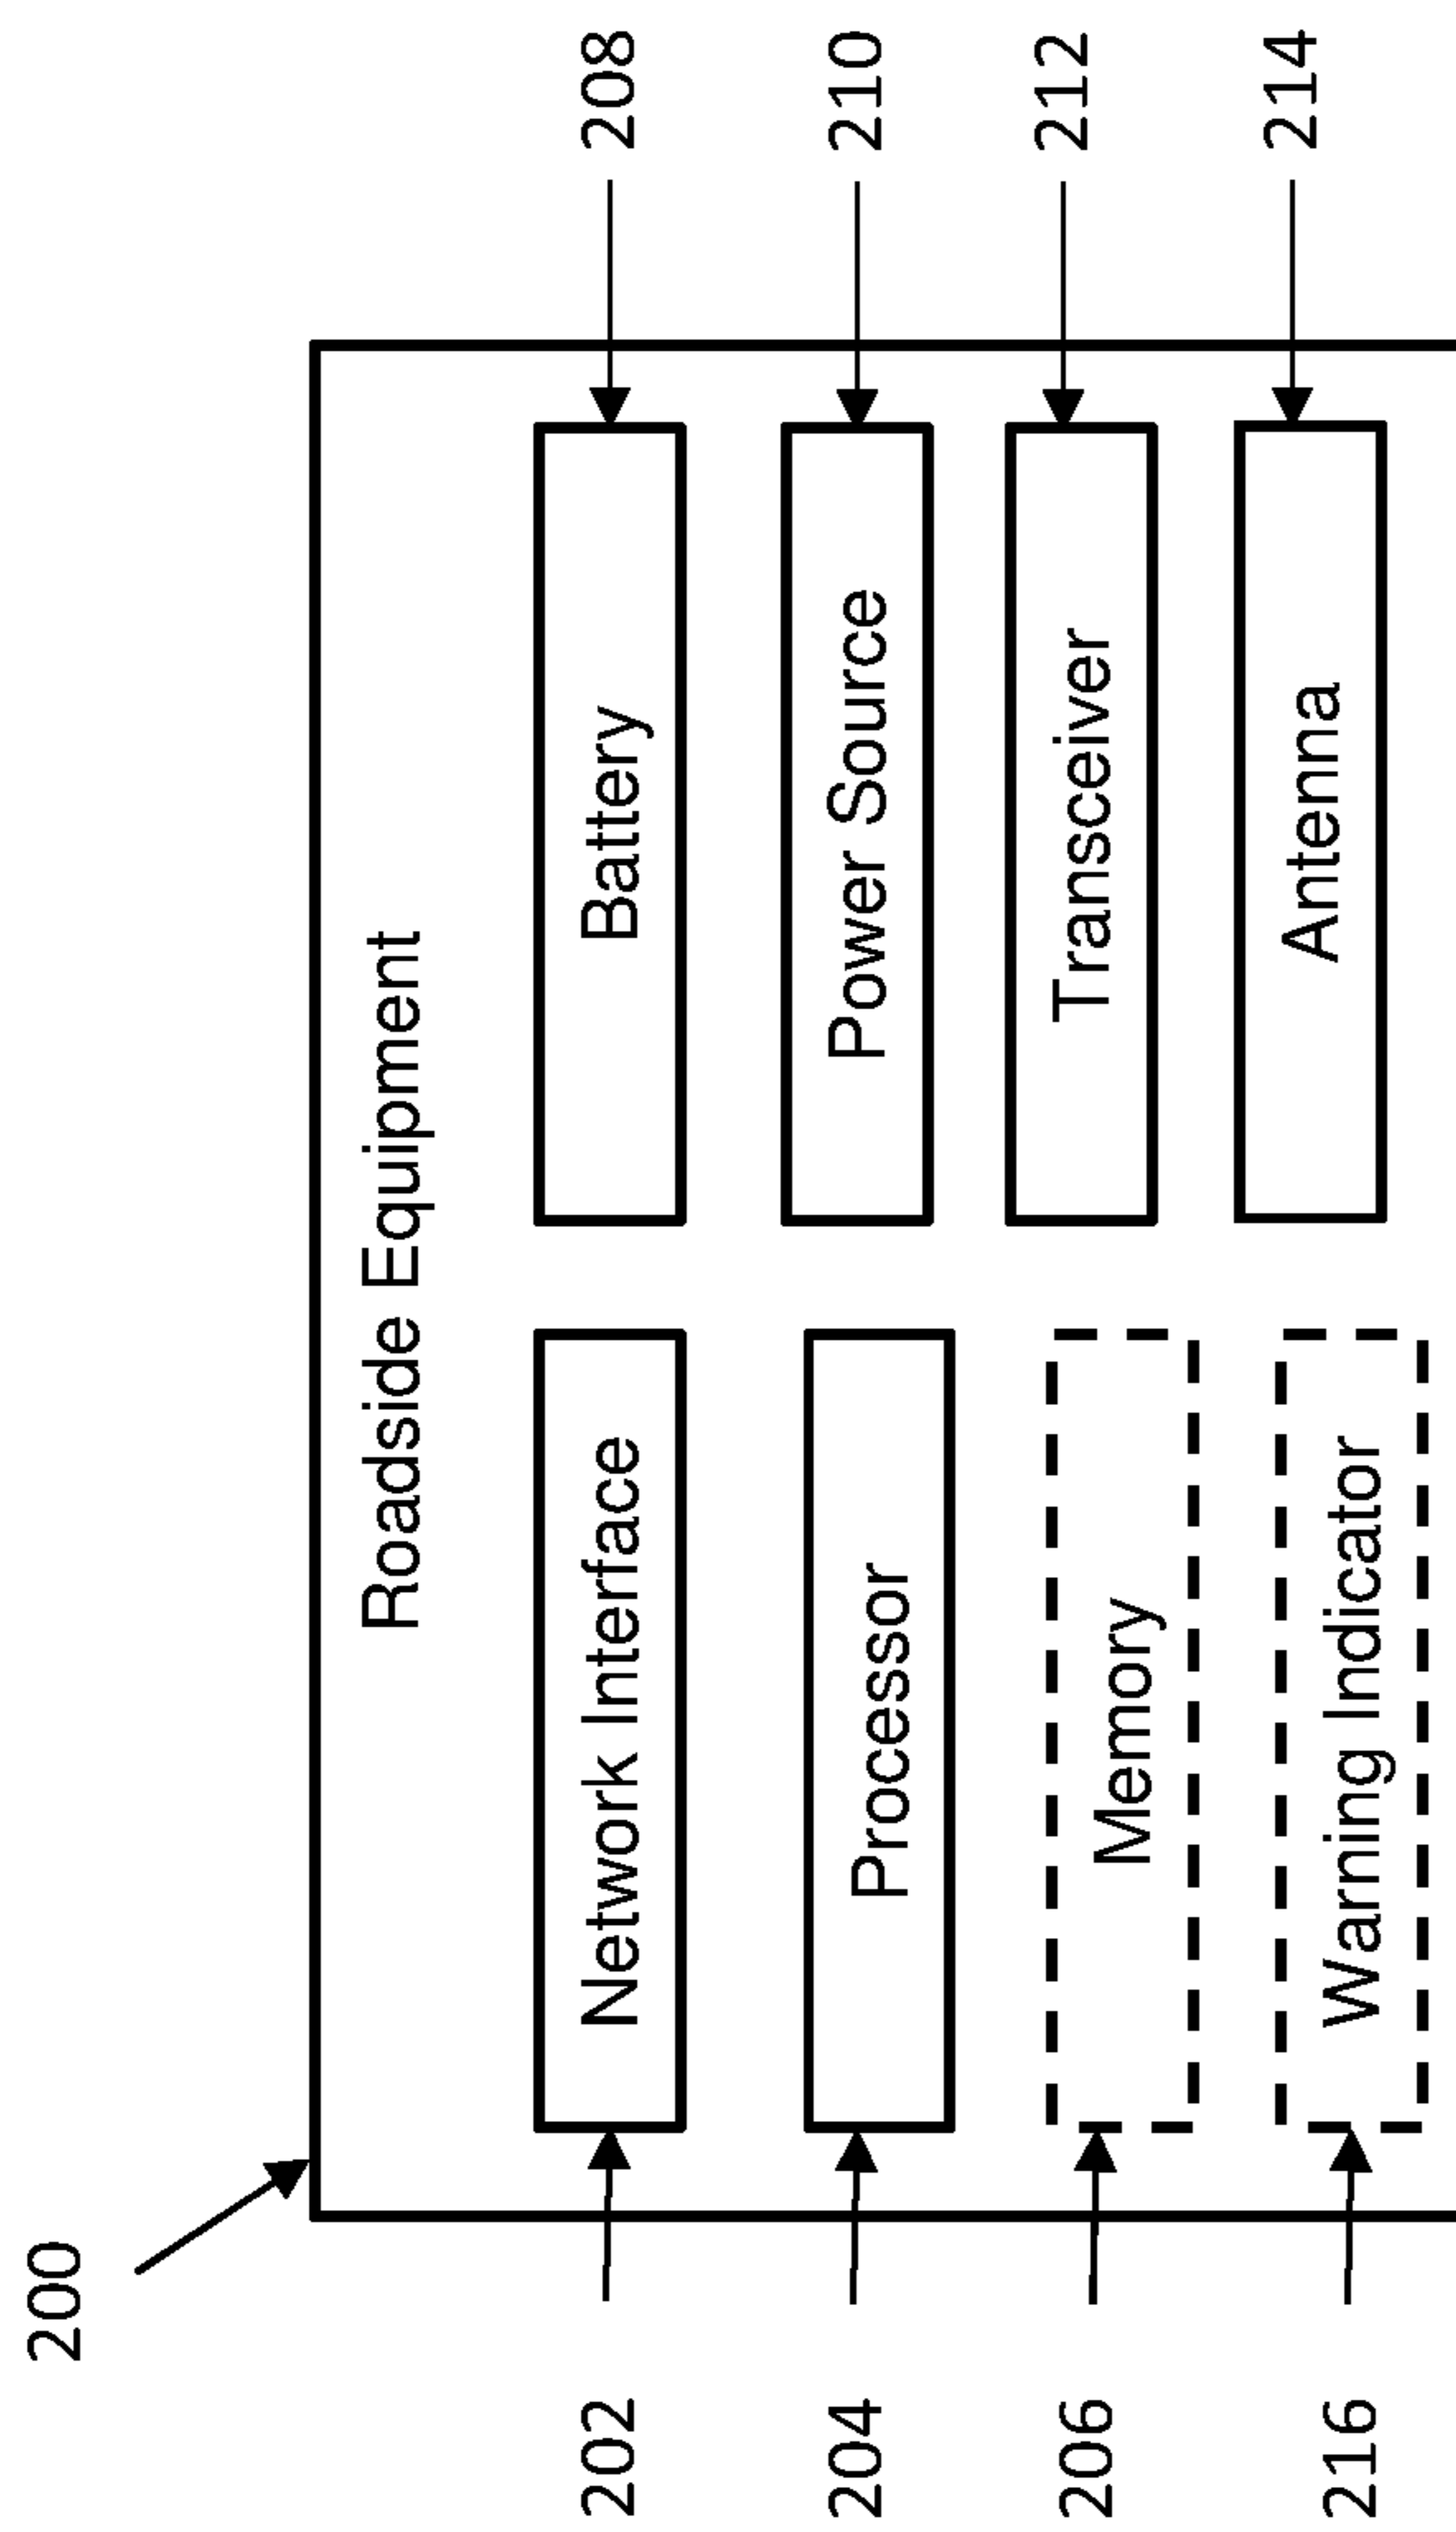 200
Roadside Equipment
202
Network Interface
Battery
208
204
Processor
Power Source
210
206
Memory
Transceiver
212
216
Warning Indicator
Antenna
214